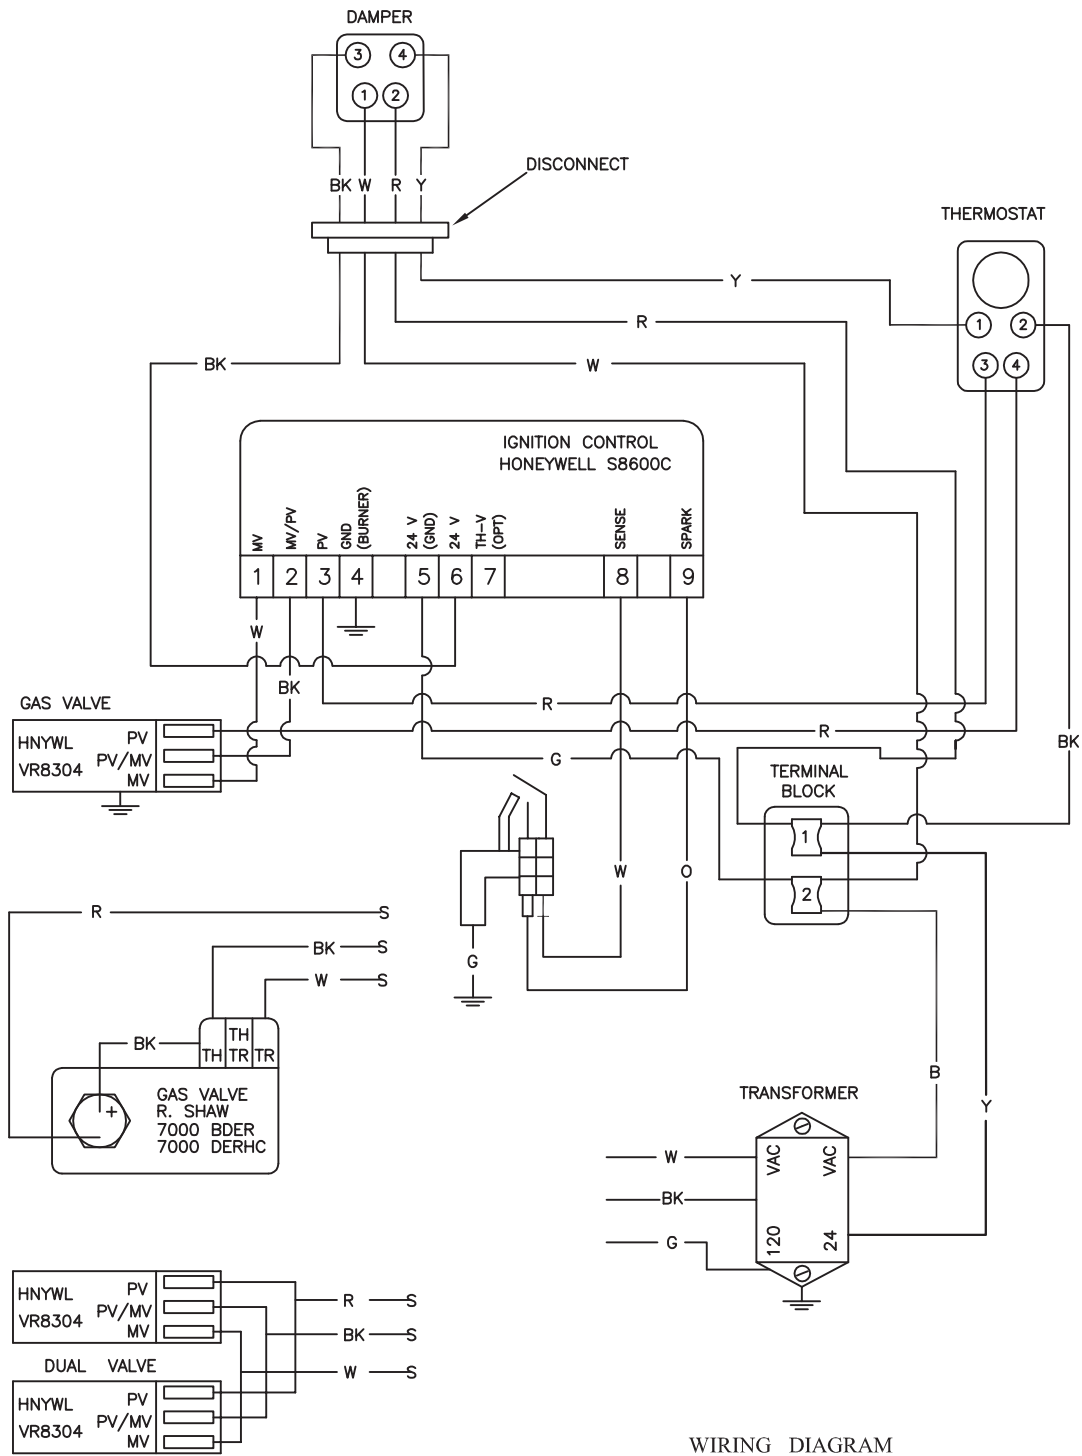 DAMPER
3 4
1 2
BK W R Y
DISCONNECT
THERMOSTAT
1 2
3 4
Y
R
BK
W
IGNITION CONTROL
HONEYWELL S8600C
MV
MV/PV
PV
GND
(BURNER)
24 V
(GND)
24 V
TH-V
(OPT)
SENSE
SPARK
1 2 3 4 5 6 7 8 9
W
BK
R
R
BK
G
GAS VALVE
HNYWL
VR8304
PV
PV/MV
MV
TERMINAL
BLOCK
1
2
W
O
G
R S
BK S
W S
BK
TH
TH
TR
TR
+
GAS VALVE
R. SHAW
7000 BDER
7000 DERHC
B
Y
TRANSFORMER
VAC
VAC
120
24
W
BK
G
HNYWL
VR8304
PV
PV/MV
MV
R S
BK S
W S
DUAL VALVE
HNYWL
VR8304
PV
PV/MV
MV
WIRING DIAGRAM